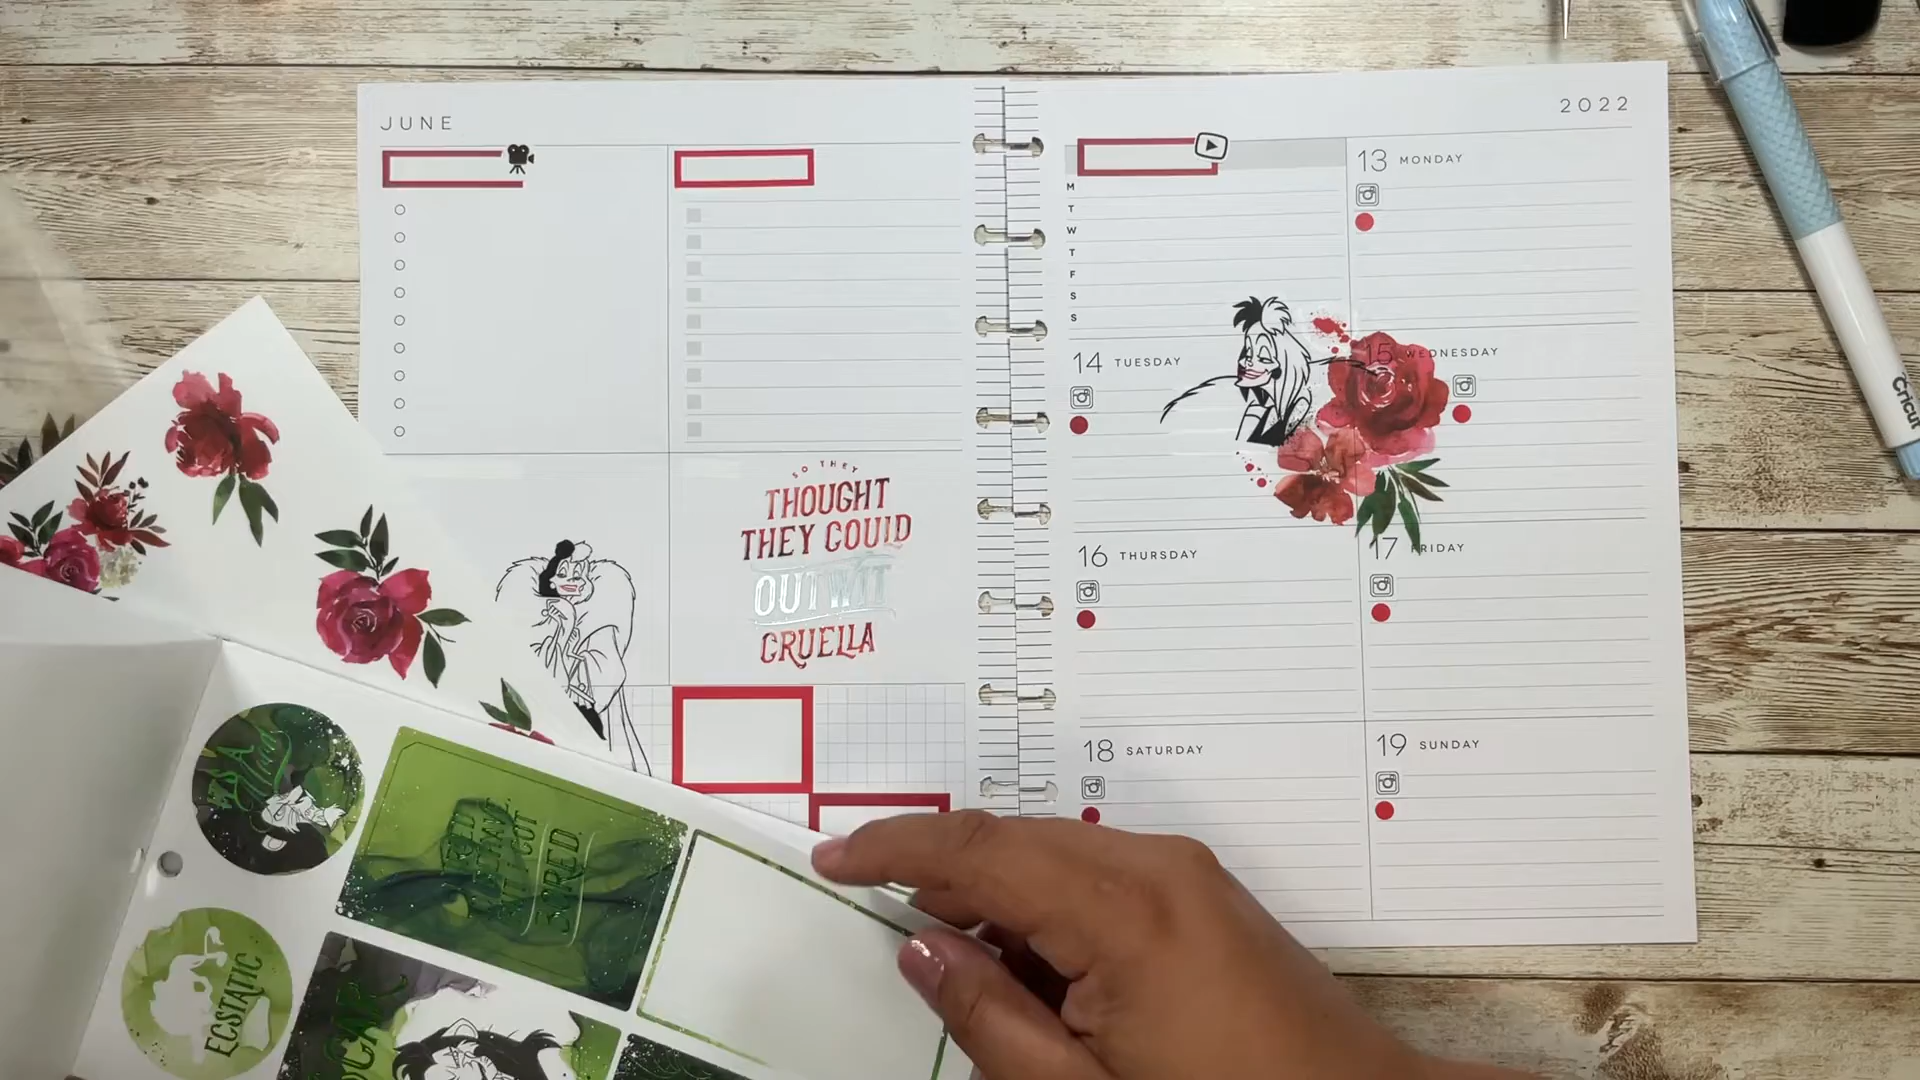 JUNE
SO THEY
THOUGHT
THEY COULD
OUTWIT
CRUELLA
2022
M
T
W
T
F
S
S
13 MONDAY
14 TUESDAY
15 WEDNESDAY
16 THURSDAY
17 FRIDAY
18 SATURDAY
19 SUNDAY
ECSTATIC
Cricut